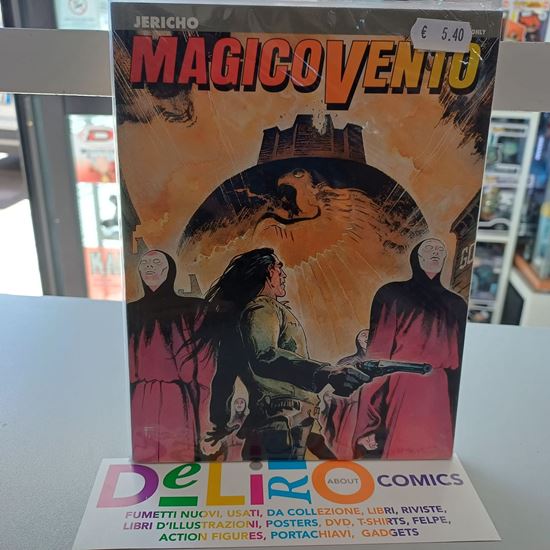 JERICHO
€ 5.40
ONLY
MAGICO VENTO
DeLiRiO ABOUT COMICS
FUMETTI NUOVI, USATI, DA COLLEZIONE, LIBRI, RIVISTE,
LIBRI D'ILLUSTRAZIONI, POSTERS, DVD, T-SHIRTS, FELPE,
ACTION FIGURES, PORTACHIAVI, GADGETS